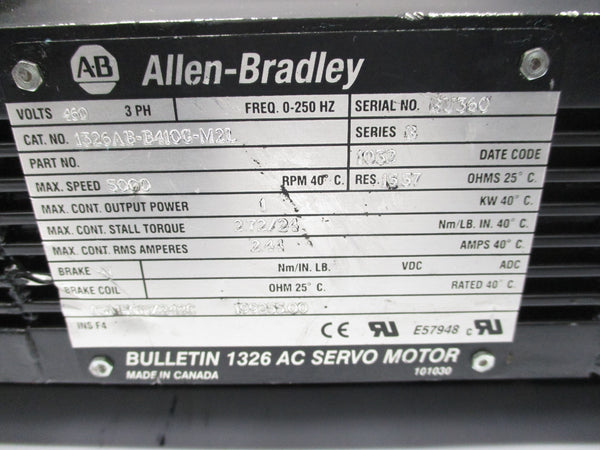 A-B Allen-Bradley
VOLTS 460 3 PH FREQ. 0-250 HZ SERIAL NO.
CAT. NO. 1326AB-B410G-M2L SERIES
PART NO. DATE CODE
MAX. SPEED 5000 RPM 40° C. RES. OHMS 25° C.
MAX. CONT. OUTPUT POWER 1 KW 40° C.
MAX. CONT. STALL TORQUE Nm/LB. IN. 40° C.
MAX. CONT. RMS AMPERES AMPS 40° C.
BRAKE Nm/IN. LB. VDC ADC
BRAKE COIL OHM 25° C. RATED 40° C.
INS F4 CE RU E57948 c RU
BULLETIN 1326 AC SERVO MOTOR
MADE IN CANADA 101030